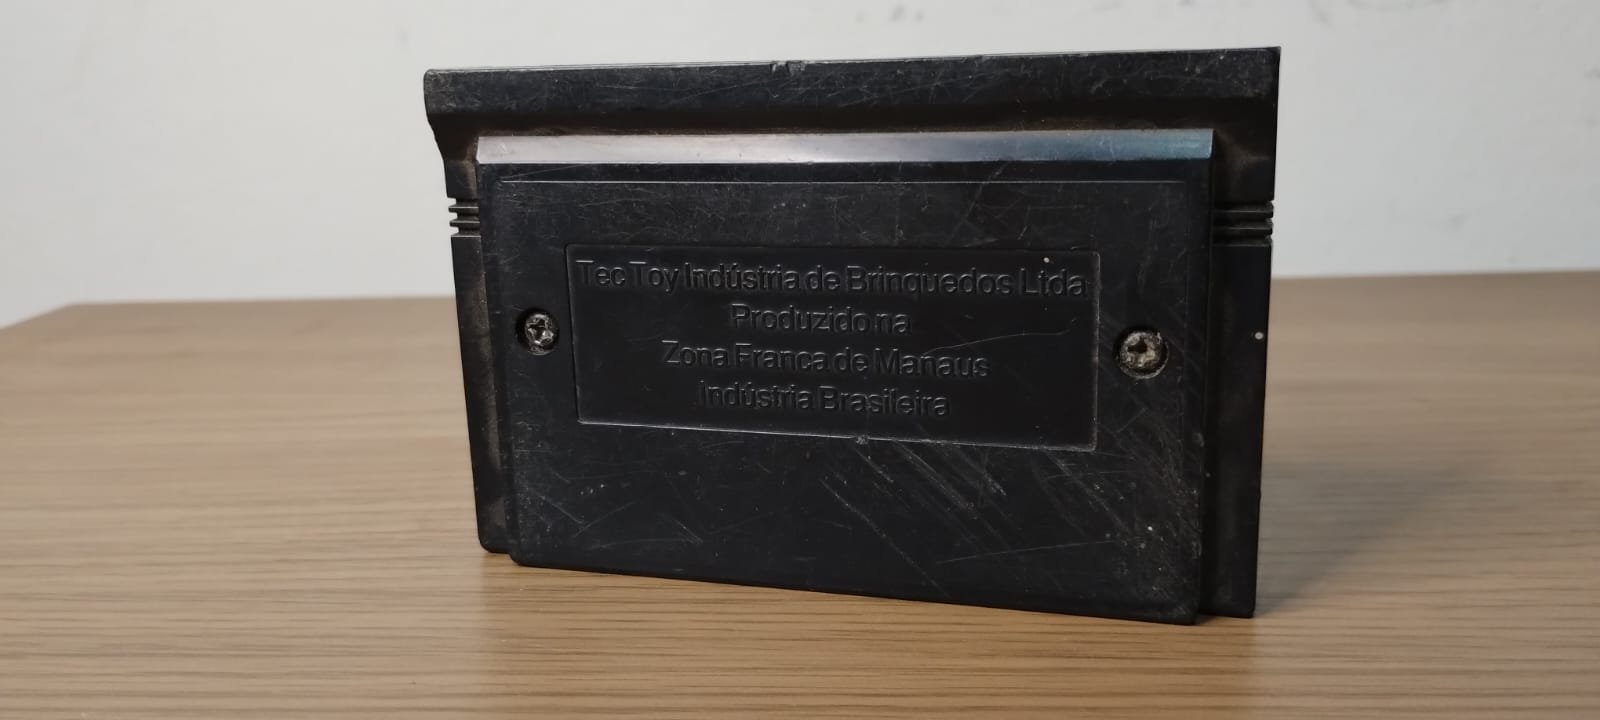 Tec Toy Indústria de Brinquedos Ltda
Produzido na
Zona Franca de Manaus
Indústria Brasileira